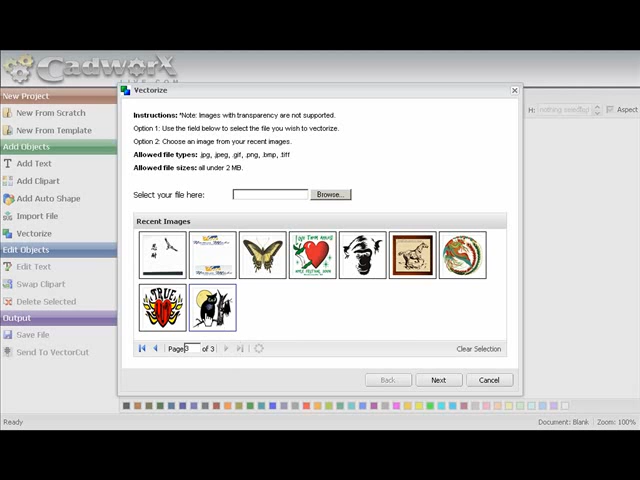 CadworX
LIVE.COM
Vectorize
New Project
New From Scratch
New From Template
Add Objects
Add Text
Add Clipart
Add Auto Shape
Import File
Vectorize
Edit Objects
Edit Text
Swap Clipart
Delete Selected
Output
Save File
Send To VectorCut
H:
Aspect
Instructions: *Note: Images with transparency are not supported.
Option 1: Use the field below to select the file you wish to vectorize.
Option 2: Choose an image from your recent images.
Allowed file types: .jpg, .jpeg, .gif, .png, .bmp, .tiff
Allowed file sizes: all under 2 MB.
Select your file here:
Browse...
Recent Images
TRUE
Page 3 of 3
Clear Selection
Back
Next
Cancel
Ready
Document: Blank
Zoom: 100%